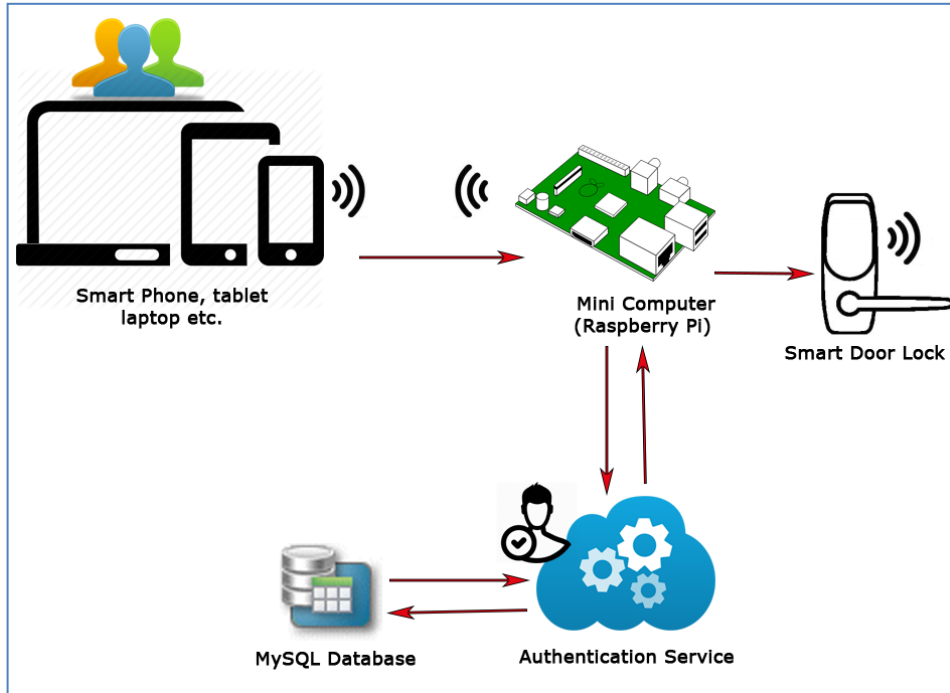 Smart Phone, tablet
laptop etc.
Mini Computer
(Raspberry Pi)
Smart Door Lock
MySQL Database
Authentication Service